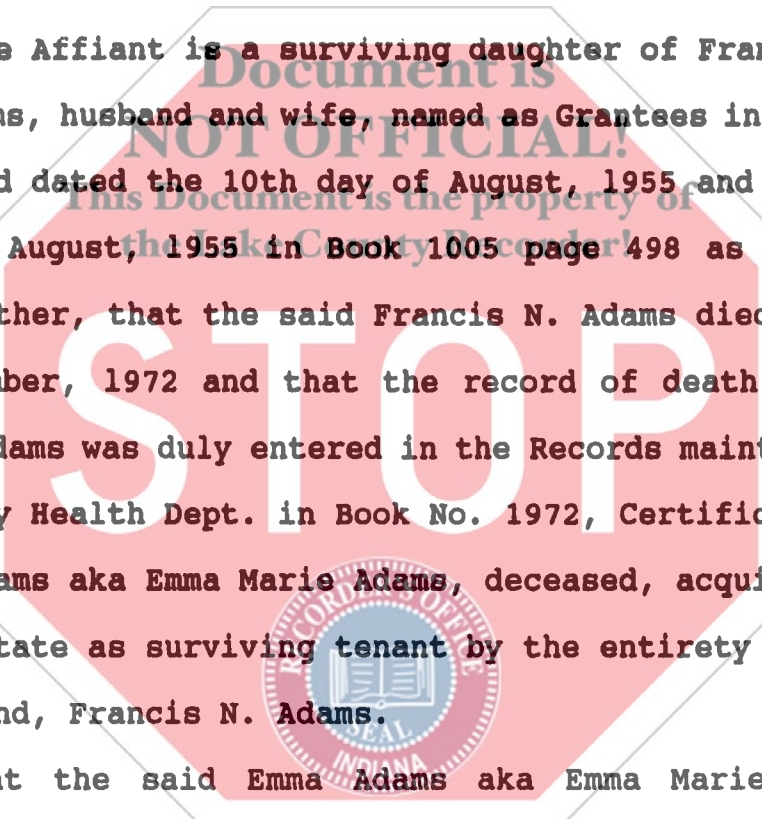 e Affiant is a surviving daughter of Fran
Document is
ns, husband and wife, named as Grantees in
NOT OFFICIAL!
d dated the 10th day of August, 1955 and
This Document is the property of
August, 1955 in Book 1005 page 498 as
the Lake County Recorder!
ther, that the said Francis N. Adams died
STOP
ber, 1972 and that the record of death
dams was duly entered in the Records maint
y Health Dept. in Book No. 1972, Certific
ams aka Emma Marie Adams, deceased, acqui
RECORDER'S OFFICE
tate as surviving tenant by the entirety
nd, Francis N. Adams.
SEAL
INDIANA
at the said Emma Adams aka Emma Marie